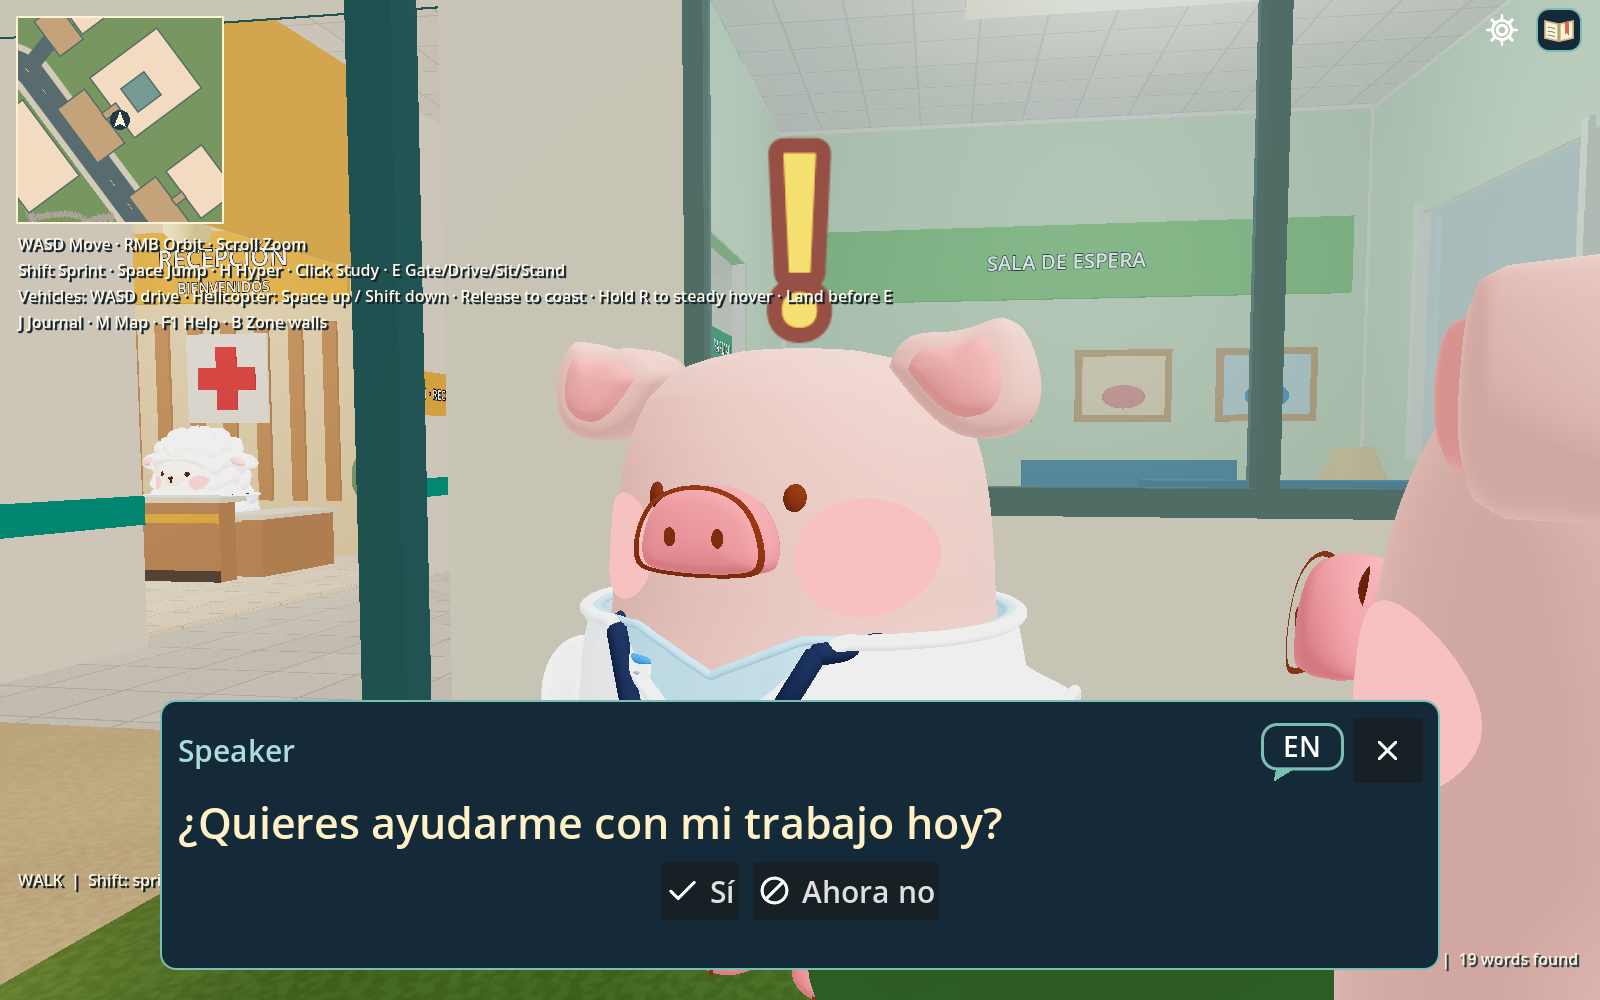 RECEPCIÓN
BIENVENIDOS
SALA DE ESPERA
WASD Move · RMB Orbit · Scroll Zoom
Shift Sprint · Space Jump · H Hyper · Click Study · E Gate/Drive/Sit/Stand
Vehicles: WASD drive · Helicopter: Space up / Shift down · Release to coast · Hold R to steady hover · Land before E
J Journal · M Map · F1 Help · B Zone walls
Speaker
EN
¿Quieres ayudarme con mi trabajo hoy?
Sí
Ahora no
WALK | Shift: spri
| 19 words found